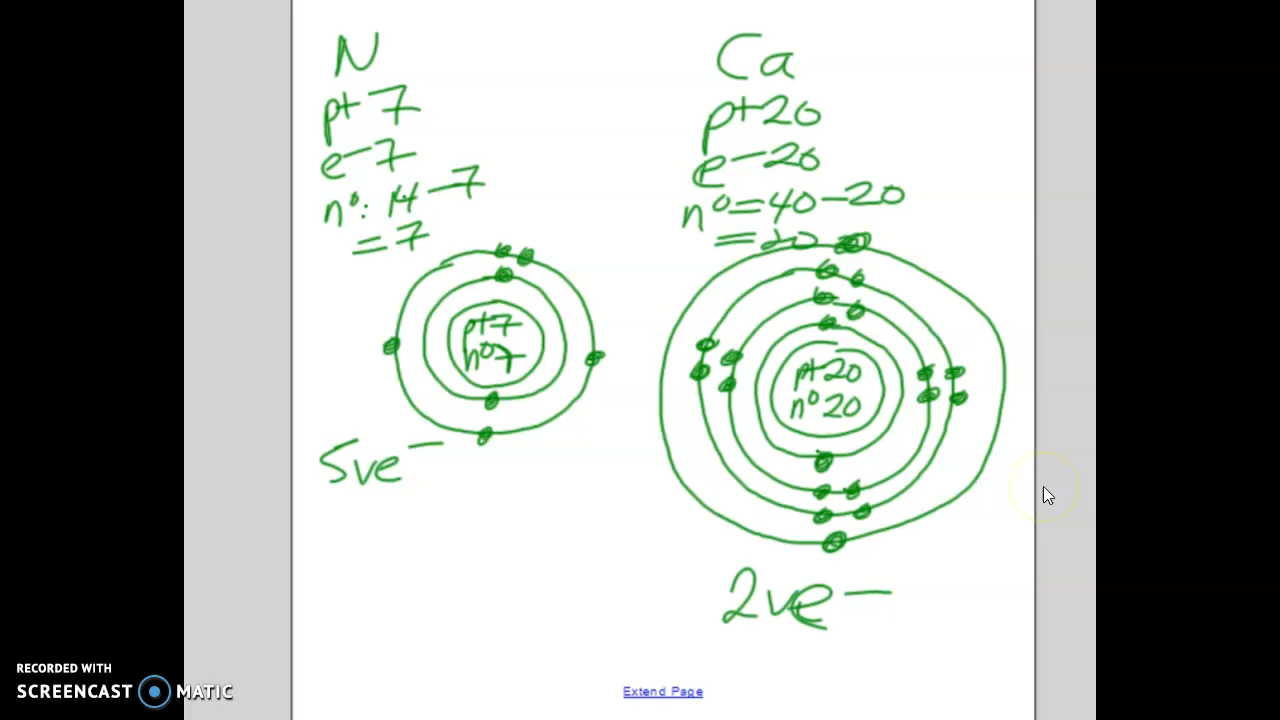 N
p+ 7
e- 7
n°: 14 - 7
= 7
p+7
n°7
5ve-
Ca
p+20
e- 20
n°=40-20
=20
p+20
n°20
2ve-
RECORDED WITH
SCREENCAST MATIC
Extend Page